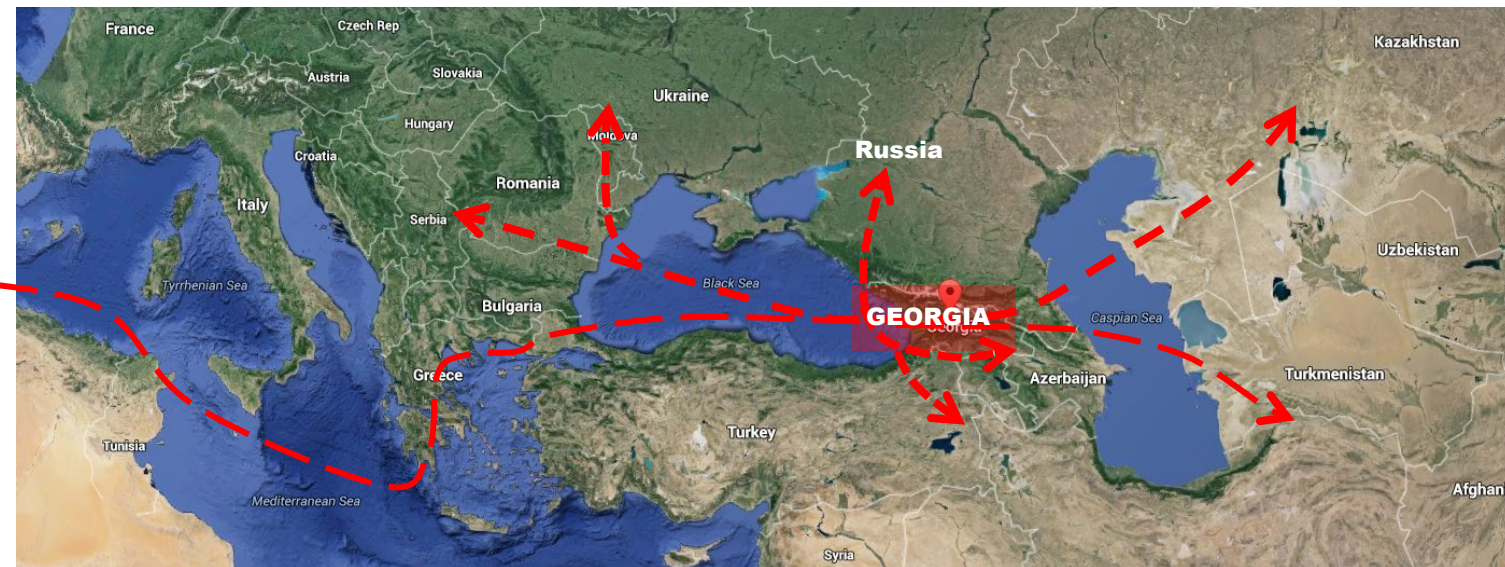 France
Czech Rep
Kazakhstan
Slovakia
Austria
Ukraine
Hungary
Moldova
Russia
Croatia
Romania
Italy
Serbia
Uzbekistan
Tyrrhenian Sea
Black Sea
Bulgaria
GEORGIA
Georgia
Caspian Sea
Greece
Azerbaijan
Turkmenistan
Turkey
Tunisia
Mediterranean Sea
Afghan
Syria